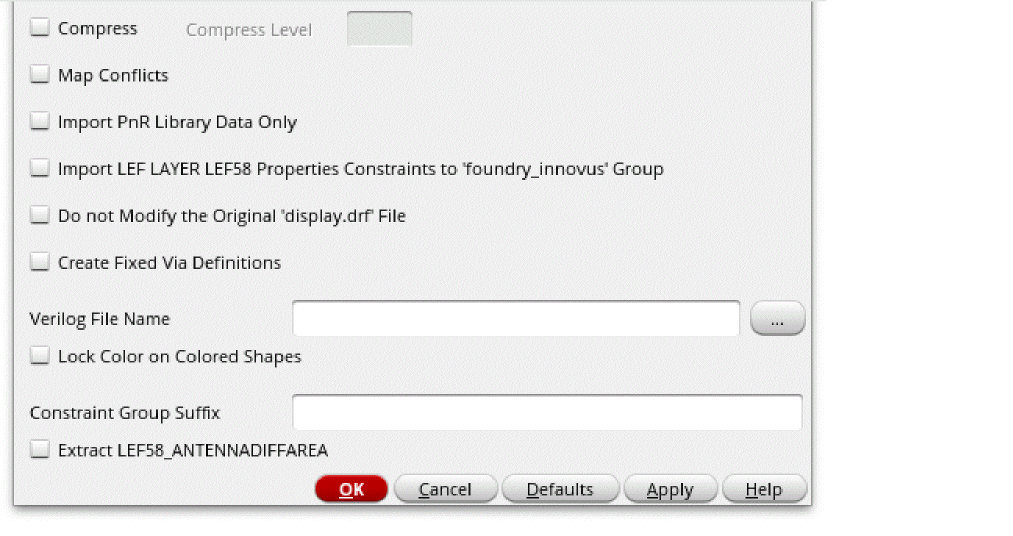 Compress Compress Level
Map Conflicts
Import PnR Library Data Only
Import LEF LAYER LEF58 Properties Constraints to 'foundry_innovus' Group
Do not Modify the Original 'display.drf' File
Create Fixed Via Definitions
Verilog File Name ...
Lock Color on Colored Shapes
Constraint Group Suffix
Extract LEF58_ANTENNADIFFAREA
OK Cancel Defaults Apply Help